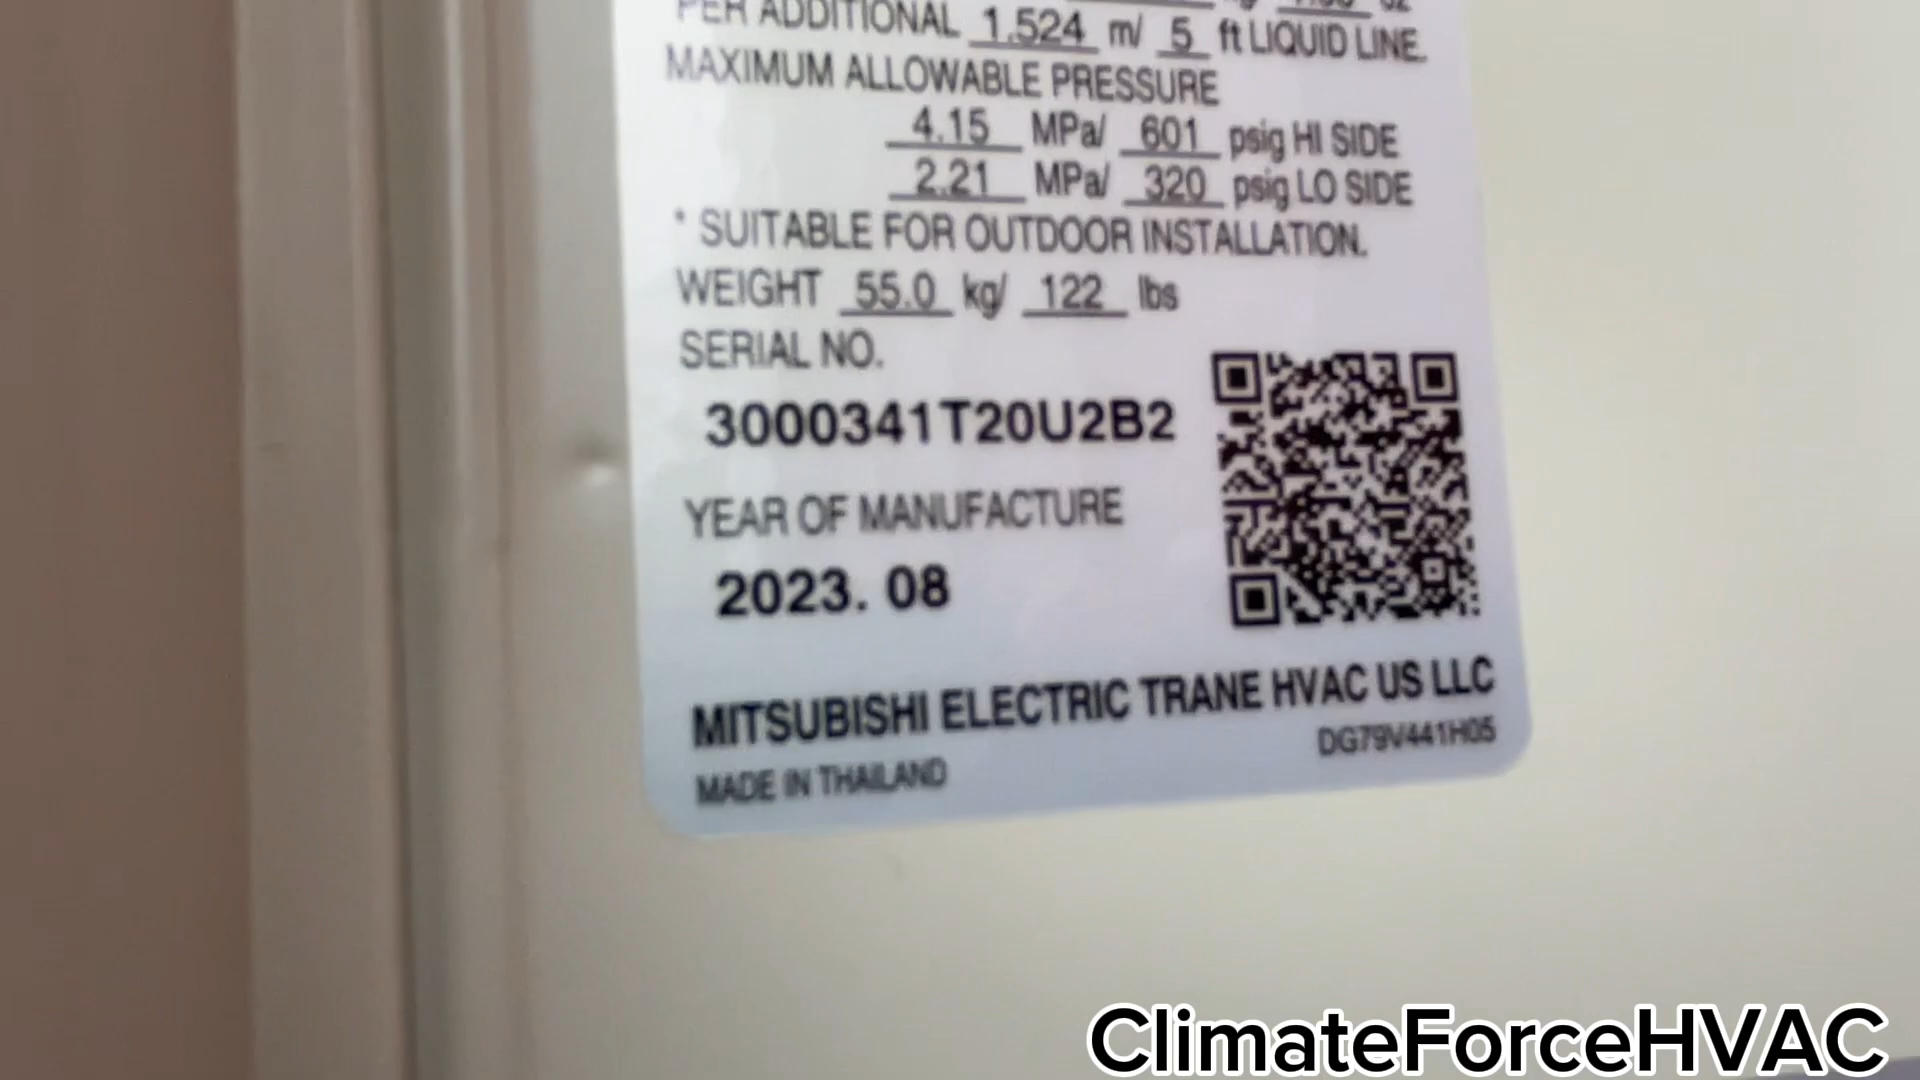 PER ADDITIONAL 1.524 m/ 5 ft LIQUID LINE.
MAXIMUM ALLOWABLE PRESSURE
4.15 MPa/ 601 psig HI SIDE
2.21 MPa/ 320 psig LO SIDE
* SUITABLE FOR OUTDOOR INSTALLATION.
WEIGHT 55.0 kg/ 122 lbs
SERIAL NO.
3000341T20U2B2
YEAR OF MANUFACTURE
2023. 08
MITSUBISHI ELECTRIC TRANE HVAC US LLC
DG79V441H05
MADE IN THAILAND
ClimateForceHVAC